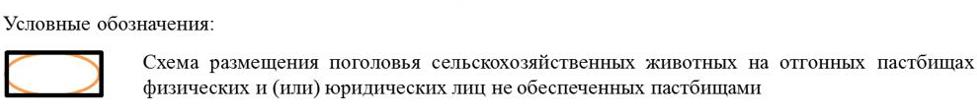 Условные обозначения:
Схема размещения поголовья сельскохозяйственных животных на отгонных пастбищах
физических и (или) юридических лиц не обеспеченных пастбищами